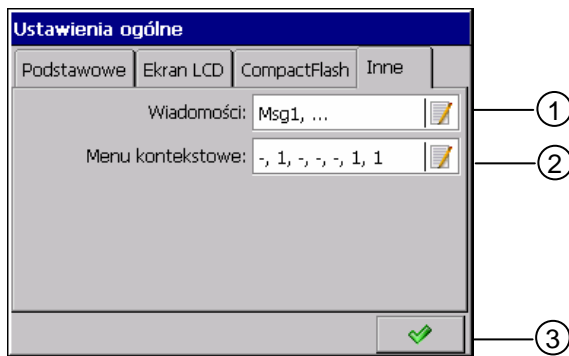 Ustawienia ogólne
Podstawowe Ekran LCD CompactFlash Inne
Wiadomości: Msg1, ... 1
Menu kontekstowe: -, 1, -, -, -, 1, 1 2
3